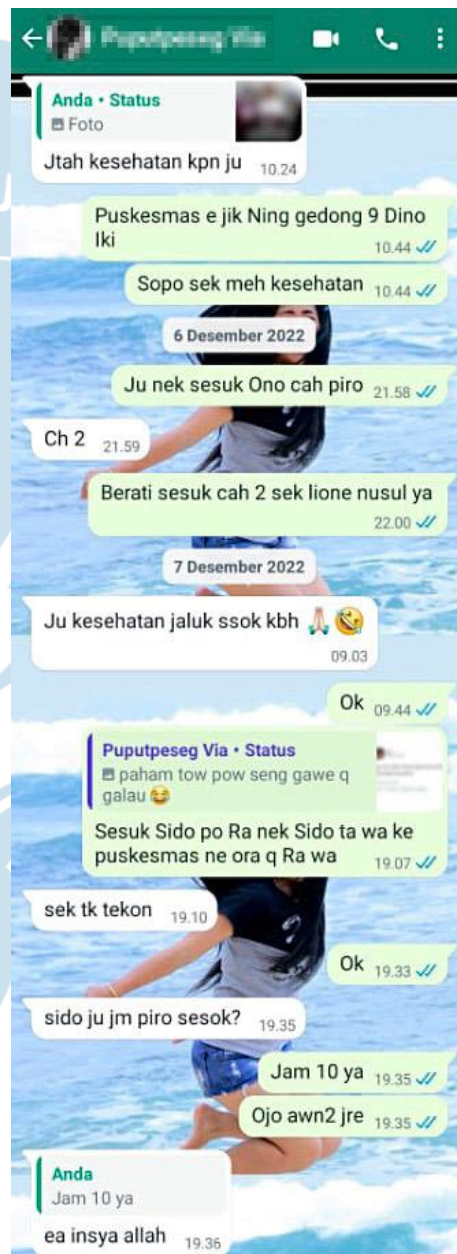 Puputpeseg Via
Anda • Status
Foto
Jtah kesehatan kpn ju 10.24
Puskesmas e jik Ning gedong 9 Dino
Iki
10.44
Sopo sek meh kesehatan 10.44
6 Desember 2022
Ju nek sesuk Ono cah piro 21.58
Ch 2 21.59
Berati sesuk cah 2 sek lione nusul ya
22.00
7 Desember 2022
Ju kesehatan jaluk ssok kbh 🙏🏻 🤣
09.03
Ok 09.44
Puputpeseg Via • Status
paham tow pow seng gawe q
galau 😂
Sesuk Sido po Ra nek Sido ta wa ke
puskesmas ne ora q Ra wa 19.07
sek tk tekon 19.10
Ok 19.33
sido ju jm piro sesok? 19.35
Jam 10 ya 19.35
Ojo awn2 jre 19.35
Anda
Jam 10 ya
ea insya allah 19.36